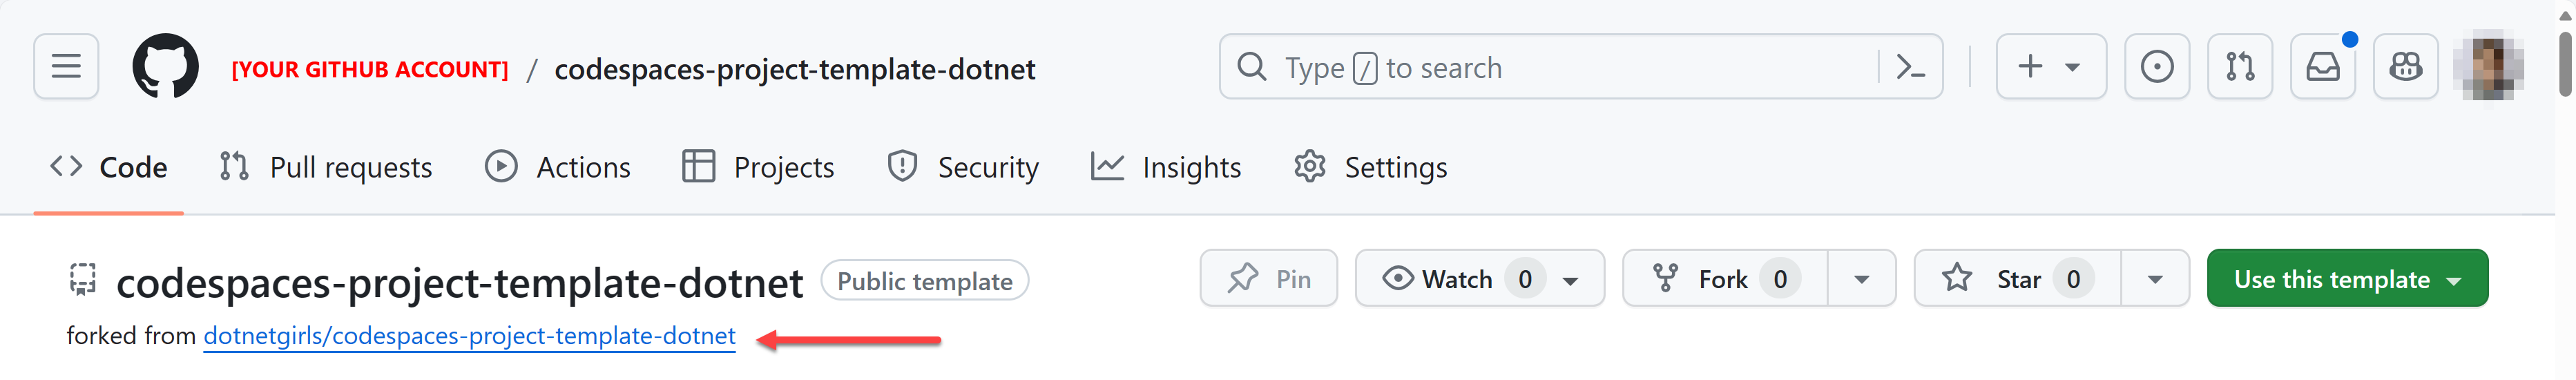 [YOUR GITHUB ACCOUNT] / codespaces-project-template-dotnet Type / to search
Code Pull requests Actions Projects Security Insights Settings
codespaces-project-template-dotnet Public template Pin Watch 0 Fork 0 Star 0 Use this template
forked from dotnetgirls/codespaces-project-template-dotnet